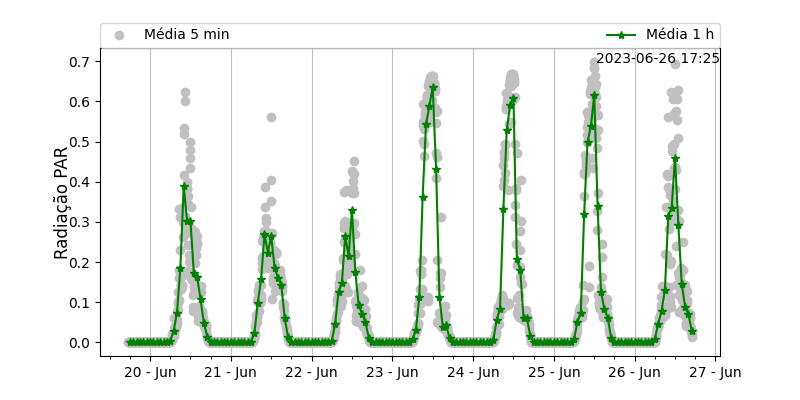 Média 5 min
Média 1 h
2023-06-26 17:25
Radiação PAR
0.7
0.6
0.5
0.4
0.3
0.2
0.1
0.0
20 - Jun
21 - Jun
22 - Jun
23 - Jun
24 - Jun
25 - Jun
26 - Jun
27 - Jun